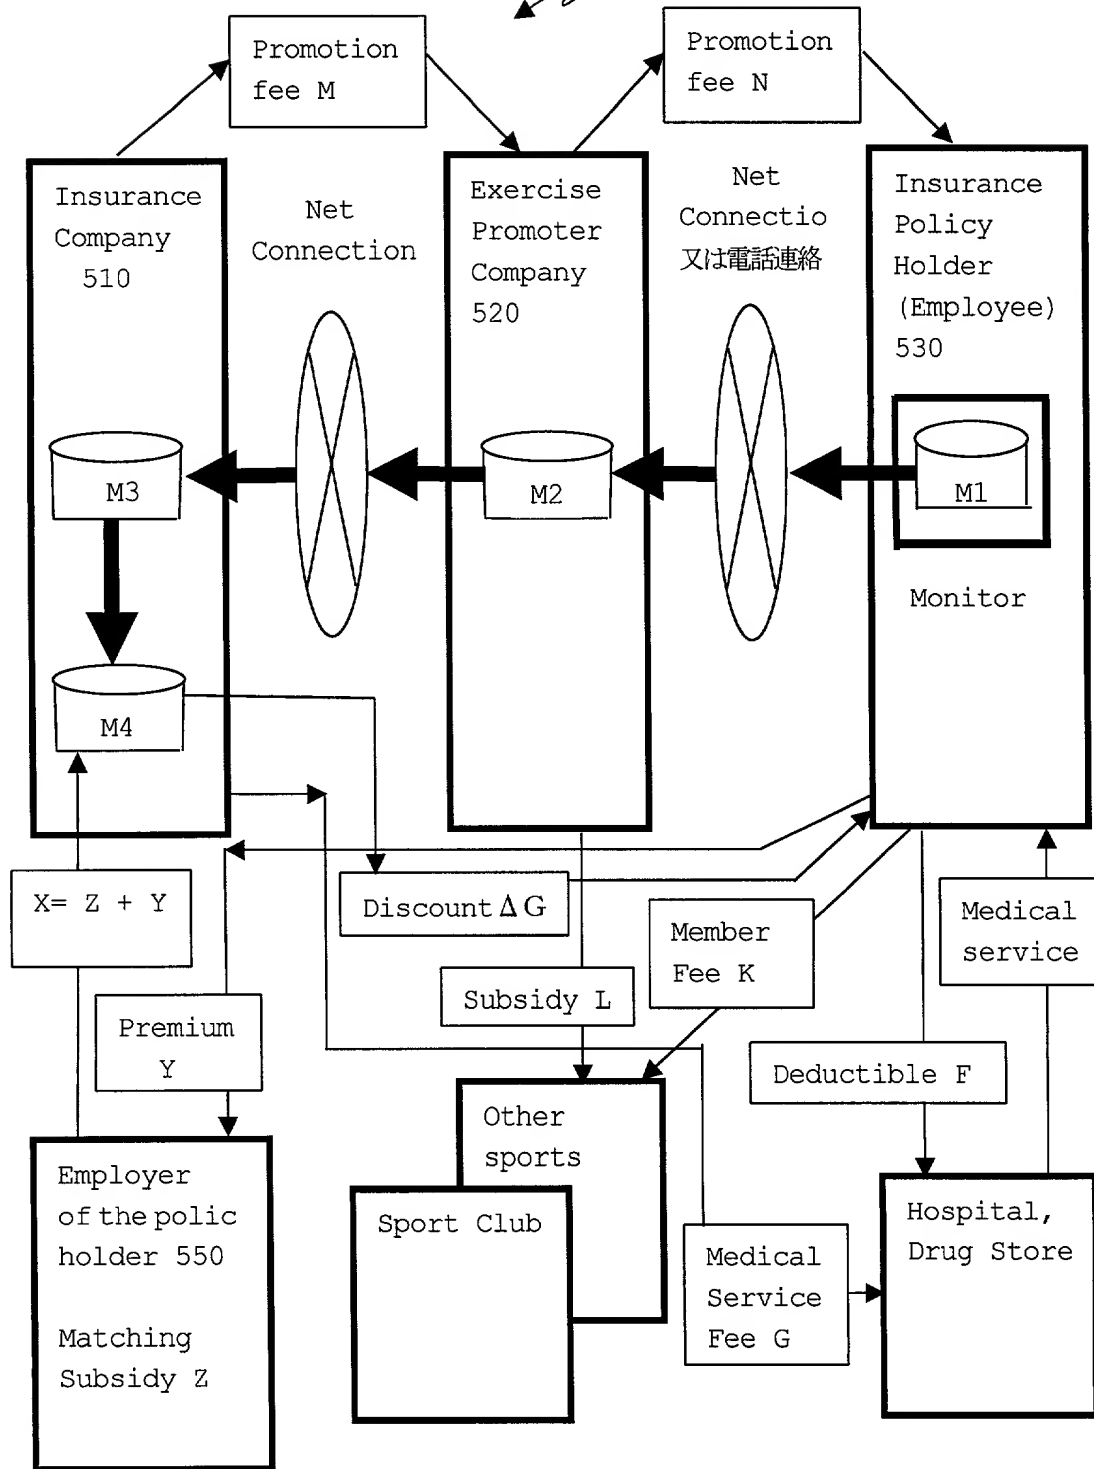 Promotion
fee M
Promotion
fee N
Insurance
Company
510
Net
Connection
Exercise
Promoter
Company
520
Net
Connectio
又は電話連絡
Insurance
Policy
Holder
(Employee)
530
M3
M2
M1
Monitor
M4
X= Z + Y
Discount ΔG
Member
Fee K
Medical
service
Premium
Y
Subsidy L
Deductible F
Employer
of the polic
holder 550
Matching
Subsidy Z
Other
sports
Sport Club
Medical
Service
Fee G
Hospital,
Drug Store